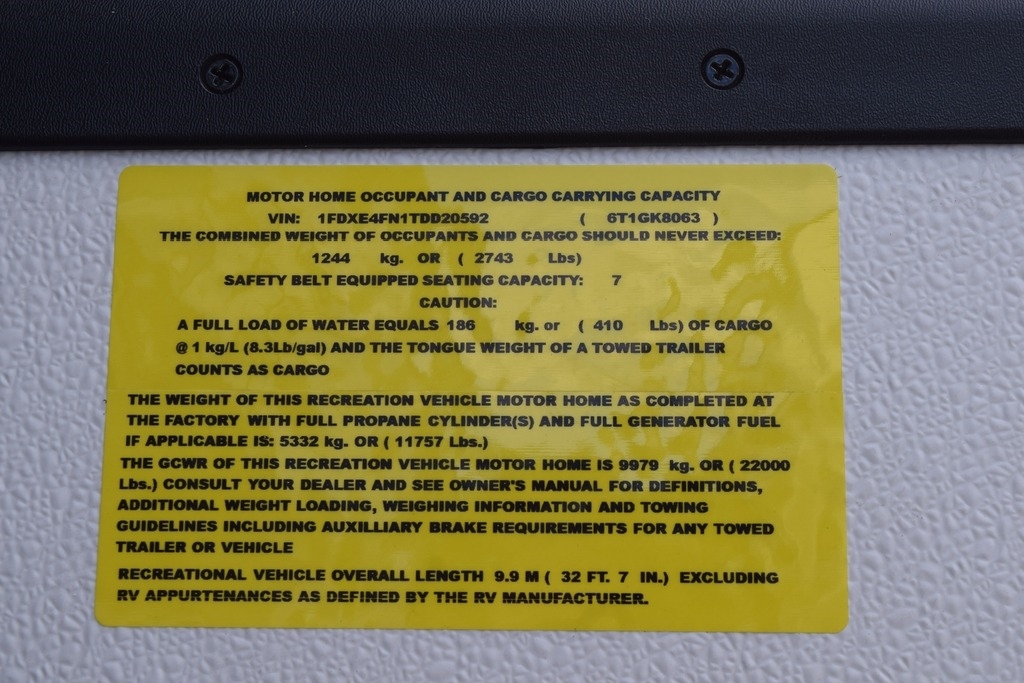 MOTOR HOME OCCUPANT AND CARGO CARRYING CAPACITY
VIN: 1FDXE4FN1TDD20592 ( 6T1GK8063 )
THE COMBINED WEIGHT OF OCCUPANTS AND CARGO SHOULD NEVER EXCEED:
1244 kg. OR ( 2743 Lbs)
SAFETY BELT EQUIPPED SEATING CAPACITY: 7
CAUTION:
A FULL LOAD OF WATER EQUALS 186 kg. or ( 410 Lbs) OF CARGO
@ 1 kg/L (8.3Lb/gal) AND THE TONGUE WEIGHT OF A TOWED TRAILER
COUNTS AS CARGO
THE WEIGHT OF THIS RECREATION VEHICLE MOTOR HOME AS COMPLETED AT
THE FACTORY WITH FULL PROPANE CYLINDER(S) AND FULL GENERATOR FUEL
IF APPLICABLE IS: 5332 kg. OR ( 11757 Lbs.)
THE GCWR OF THIS RECREATION VEHICLE MOTOR HOME IS 9979 kg. OR ( 22000
Lbs.) CONSULT YOUR DEALER AND SEE OWNER'S MANUAL FOR DEFINITIONS,
ADDITIONAL WEIGHT LOADING, WEIGHING INFORMATION AND TOWING
GUIDELINES INCLUDING AUXILLIARY BRAKE REQUIREMENTS FOR ANY TOWED
TRAILER OR VEHICLE
RECREATIONAL VEHICLE OVERALL LENGTH 9.9 M ( 32 FT. 7 IN.) EXCLUDING
RV APPURTENANCES AS DEFINED BY THE RV MANUFACTURER.